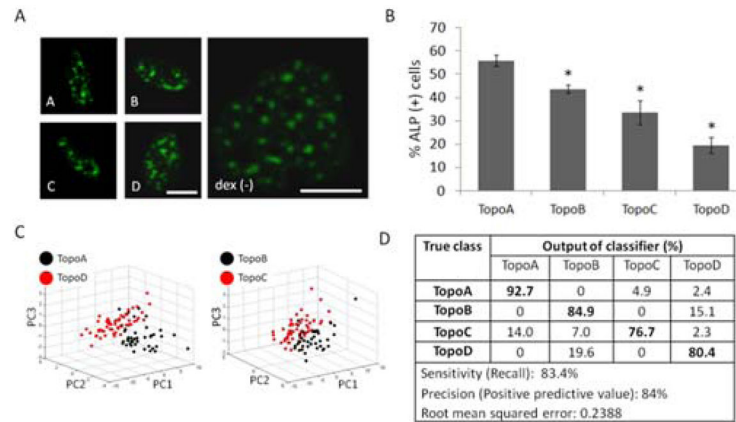 A
A
B
C
D
dex (-)
B
% ALP (+) cells
70
60
50
40
30
20
10
0
*
*
*
TopoA TopoB TopoC TopoD
C
TopoA
TopoD
PC3
PC2
PC1
TopoB
TopoC
PC3
PC2
PC1
D
True class Output of classifier (%)
TopoA TopoB TopoC TopoD
TopoA 92.7 0 4.9 2.4
TopoB 0 84.9 0 15.1
TopoC 14.0 7.0 76.7 2.3
TopoD 0 19.6 0 80.4
Sensitivity (Recall): 83.4%
Precision (Positive predictive value): 84%
Root mean squared error: 0.2388